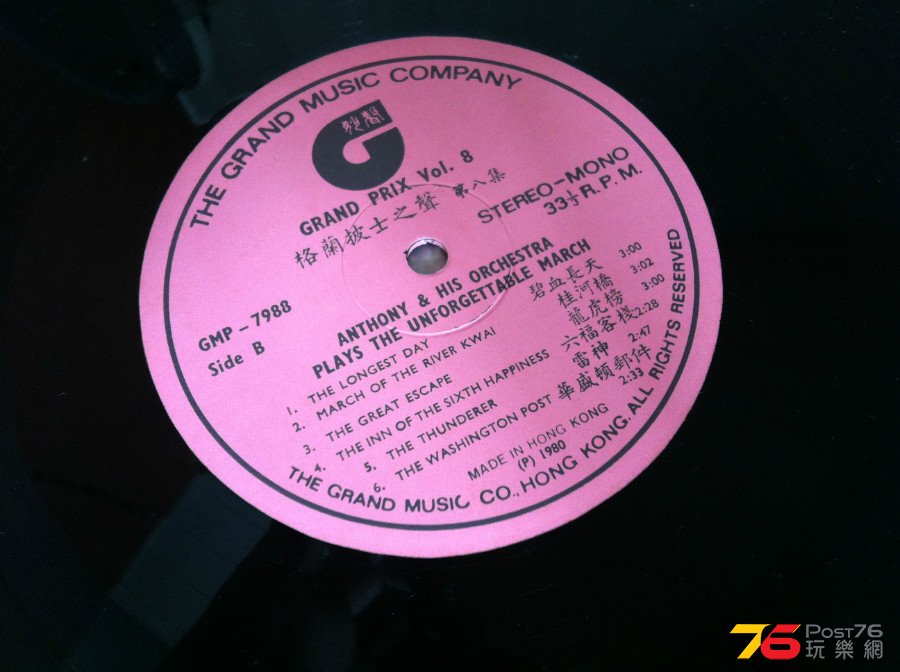 THE GRAND MUSIC COMPANY
GRAND PRIX Vol. 8
格蘭披士之聲 第八集
STEREO-MONO
33⅓ R.P.M.
GMP-7988
Side B
ANTHONY & HIS ORCHESTRA
PLAYS THE UNFORGETTABLE MARCH
1. THE LONGEST DAY 碧血長天 3:00
2. MARCH OF THE RIVER KWAI 桂河橋 3:02
3. THE GREAT ESCAPE 龍虎榜 3:00
4. THE INN OF THE SIXTH HAPPINESS 六福客棧 2:28
5. THE THUNDERER 雷神 2:47
6. THE WASHINGTON POST 華盛頓郵件 2:33
MADE IN HONG KONG
(P) 1980
THE GRAND MUSIC CO., HONG KONG. ALL RIGHTS RESERVED
76 Post76
玩樂網